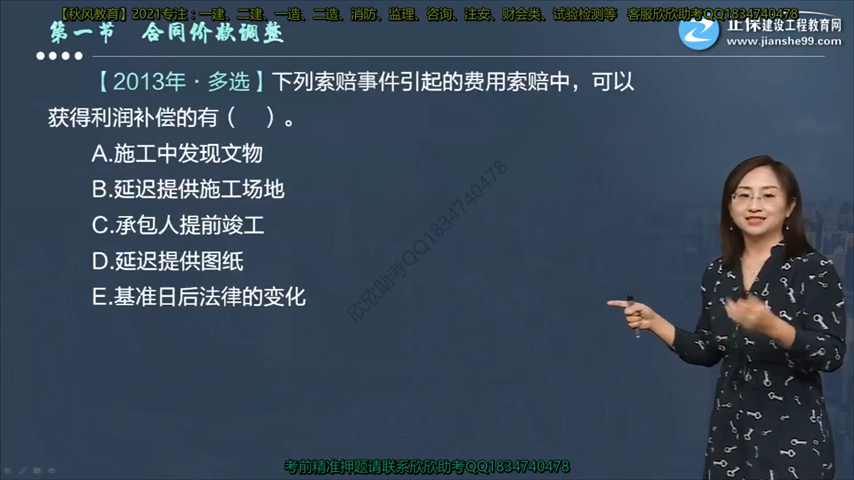 【秋风教育】2021专注：一建、二建、一造、二造、消防、监理、咨询、注安、财会类、试验检测等 客服欣欣助考QQ1834740478
第一节 合同价款调整
正保建设工程教育网
www.jianshe99.com
【2013年·多选】下列索赔事件引起的费用索赔中，可以
获得利润补偿的有（ ）。
A.施工中发现文物
B.延迟提供施工场地
C.承包人提前竣工
D.延迟提供图纸
E.基准日后法律的变化
欣欣助考QQ1834740478
考前精准押题请联系欣欣助考QQ1834740478